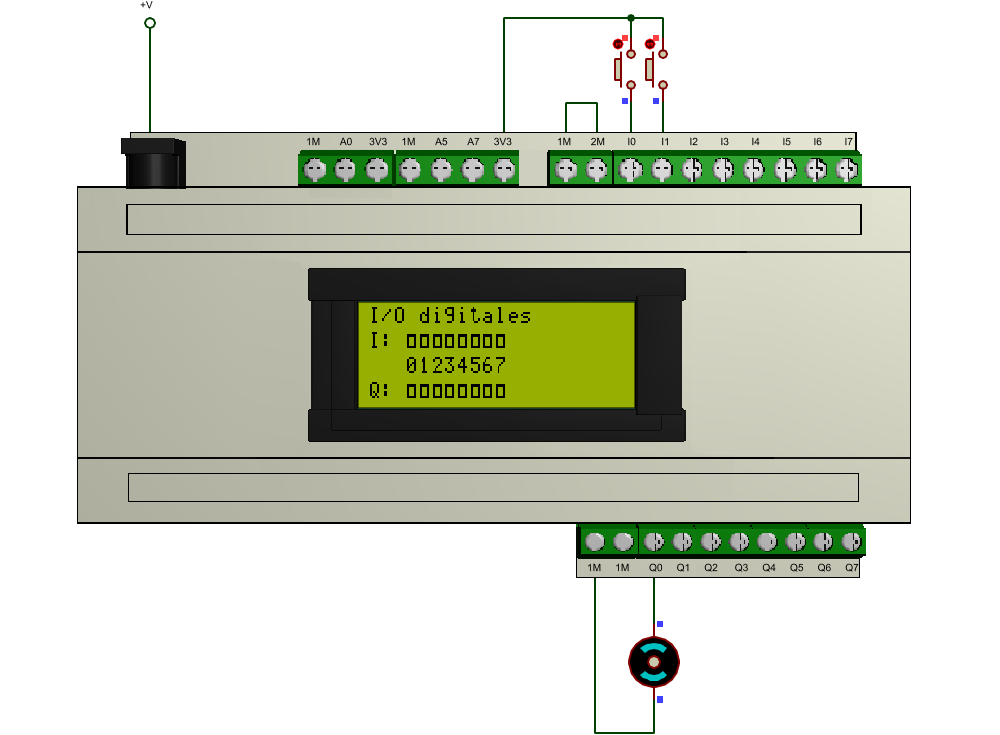 +V
1M A0 3V3 1M A5 A7 3V3 1M 2M I0 I1 I2 I3 I4 I5 I6 I7
I/O digitales
I: 00000000
01234567
Q: 00000000
1M 1M Q0 Q1 Q2 Q3 Q4 Q5 Q6 Q7